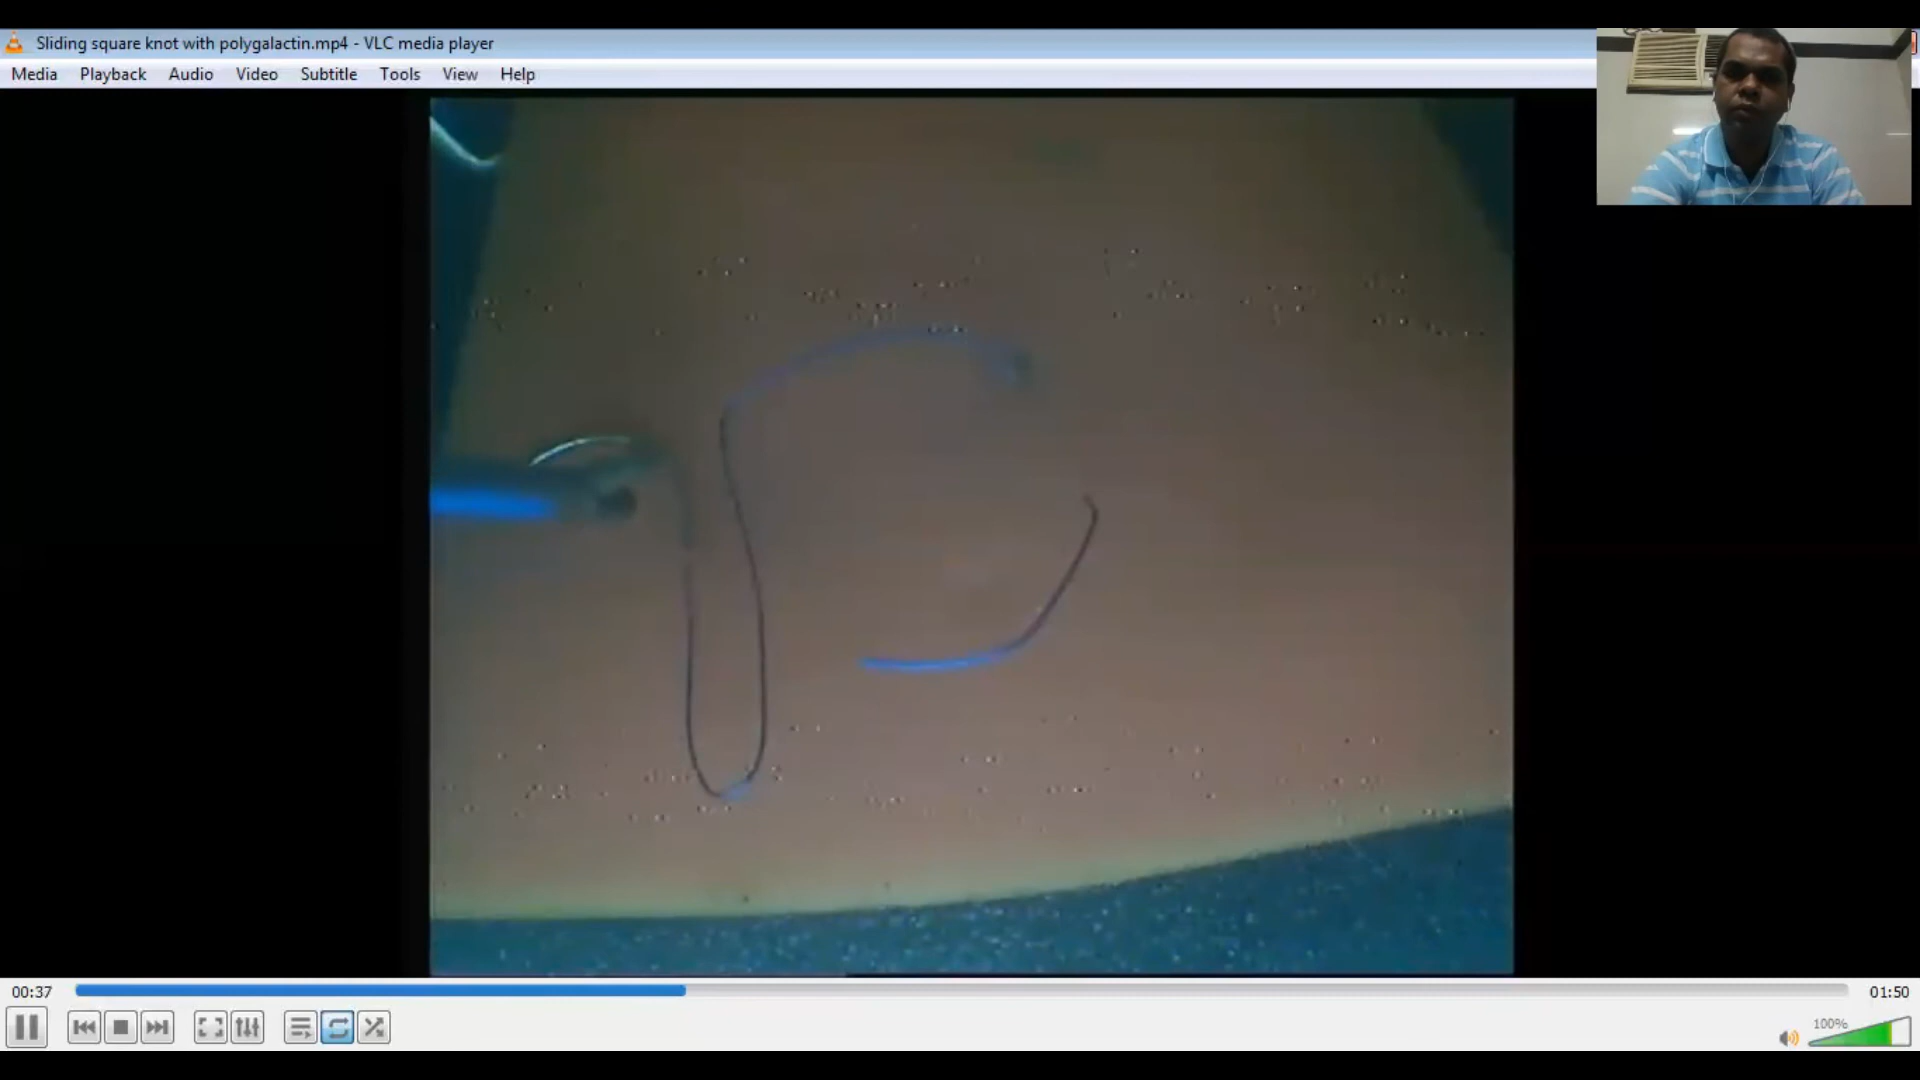 Sliding square knot with polygalactin.mp4 - VLC media player
Media Playback Audio Video Subtitle Tools View Help
00:37
01:50
100%